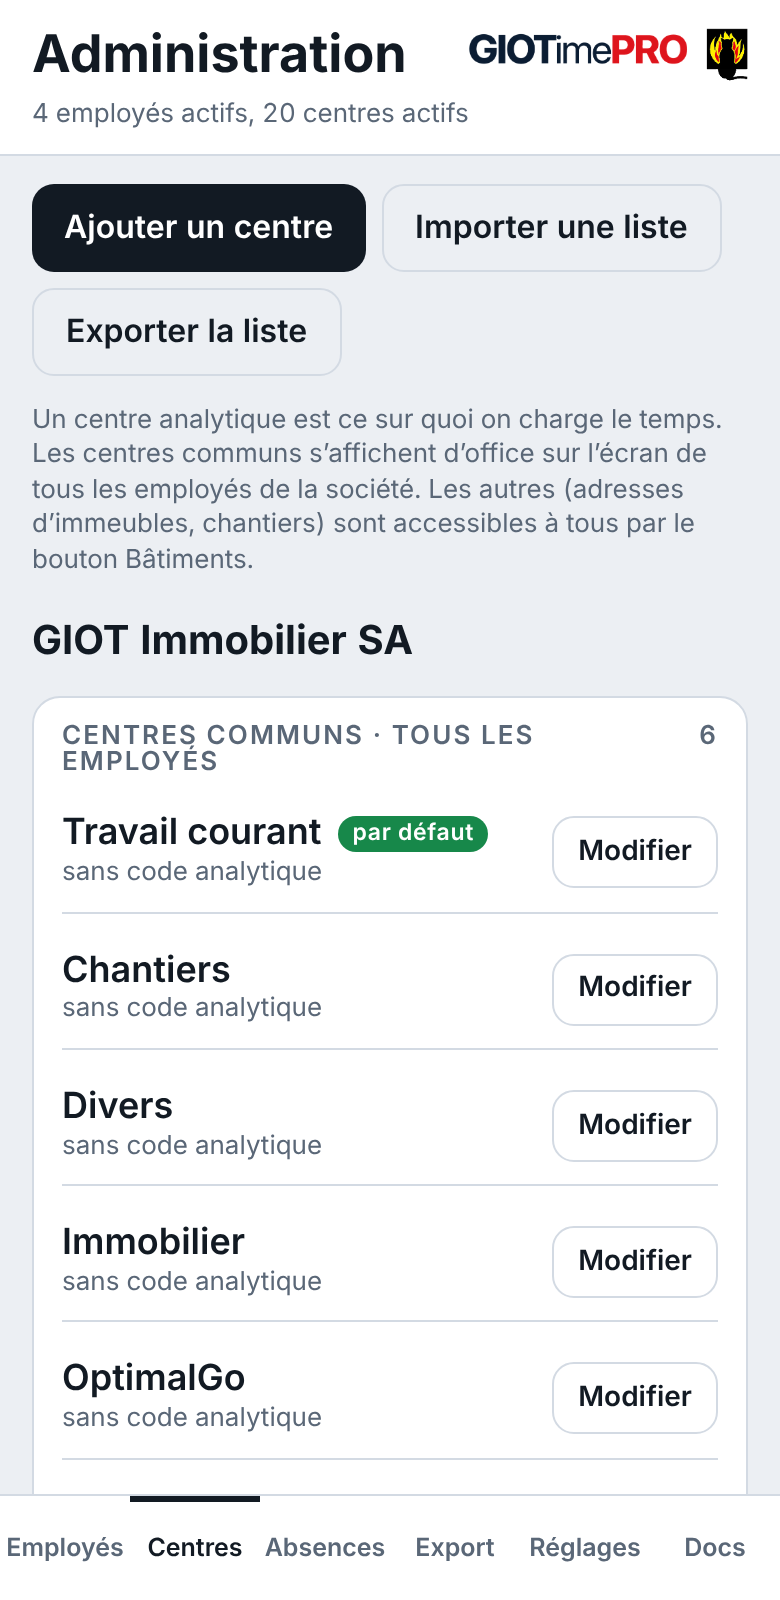 Administration
GIOTimePRO
4 employés actifs, 20 centres actifs
Ajouter un centre
Importer une liste
Exporter la liste
Un centre analytique est ce sur quoi on charge le temps.
Les centres communs s’affichent d’office sur l’écran de
tous les employés de la société. Les autres (adresses
d’immeubles, chantiers) sont accessibles à tous par le
bouton Bâtiments.
GIOT Immobilier SA
CENTRES COMMUNS · TOUS LES
EMPLOYÉS
6
Travail courant
par défaut
sans code analytique
Modifier
Chantiers
sans code analytique
Modifier
Divers
sans code analytique
Modifier
Immobilier
sans code analytique
Modifier
OptimalGo
sans code analytique
Modifier
Employés
Centres
Absences
Export
Réglages
Docs